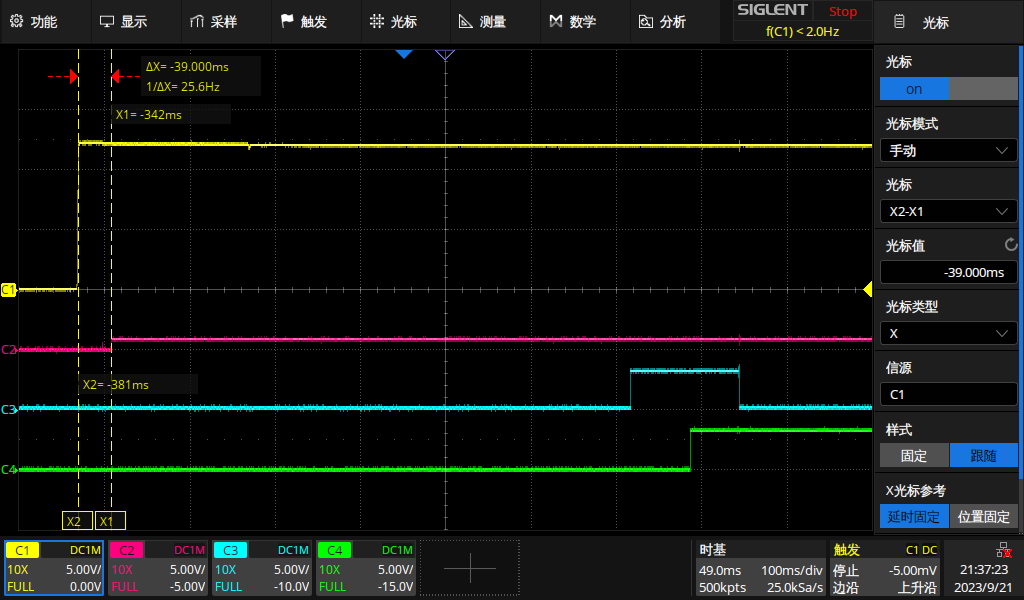 功能
显示
采样
触发
光标
测量
数学
分析
SIGLENT
Stop
f(C1) < 2.0Hz
光标
ΔX= -39.000ms
1/ΔX= 25.6Hz
X1= -342ms
X2= -381ms
C1
C2
C3
C4
X2
X1
光标
on
光标模式
手动
光标
X2-X1
光标值
-39.000ms
光标类型
X
信源
C1
样式
固定
跟随
X光标参考
延时固定
位置固定
C1 DC1M
10X 5.00V/
FULL 0.00V
C2 DC1M
10X 5.00V/
FULL -5.00V
C3 DC1M
10X 5.00V/
FULL -10.0V
C4 DC1M
10X 5.00V/
FULL -15.0V
时基
49.0ms 100ms/div
500kpts 25.0kSa/s
触发 C1 DC
停止 -5.00mV
边沿 上升沿
21:37:23
2023/9/21